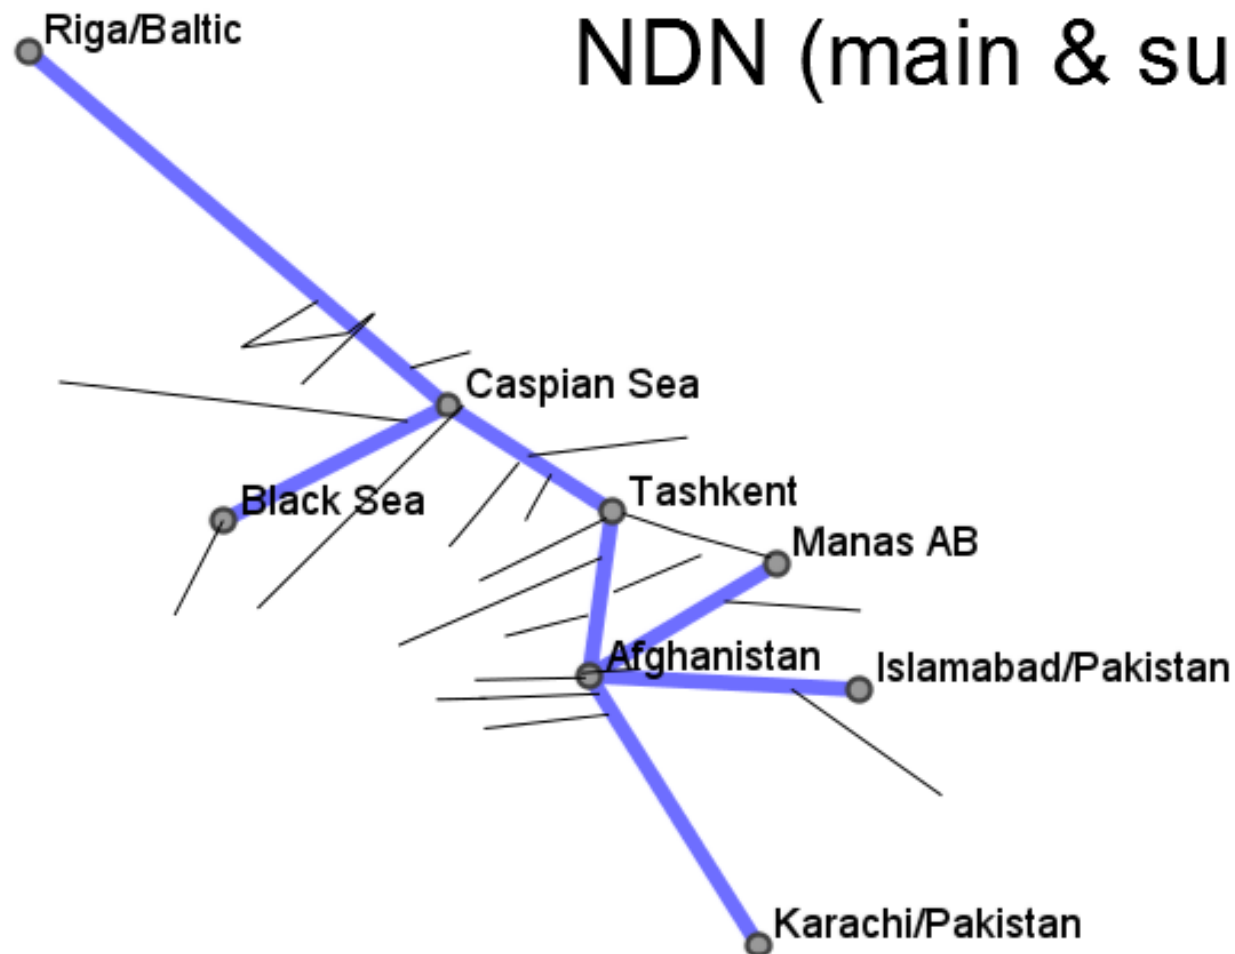 Riga/Baltic
NDN (main & su
Caspian Sea
Black Sea
Tashkent
Manas AB
Afghanistan
Islamabad/Pakistan
Karachi/Pakistan